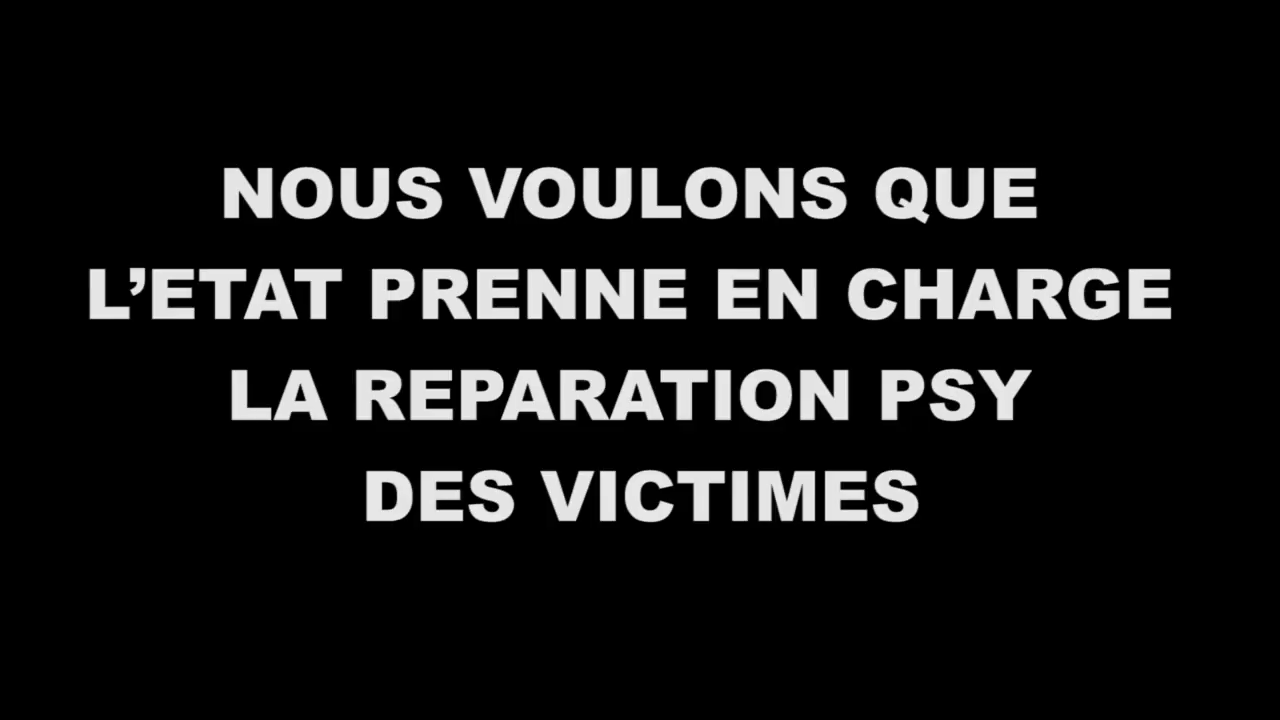 NOUS VOULONS QUE
L’ETAT PRENNE EN CHARGE
LA REPARATION PSY
DES VICTIMES